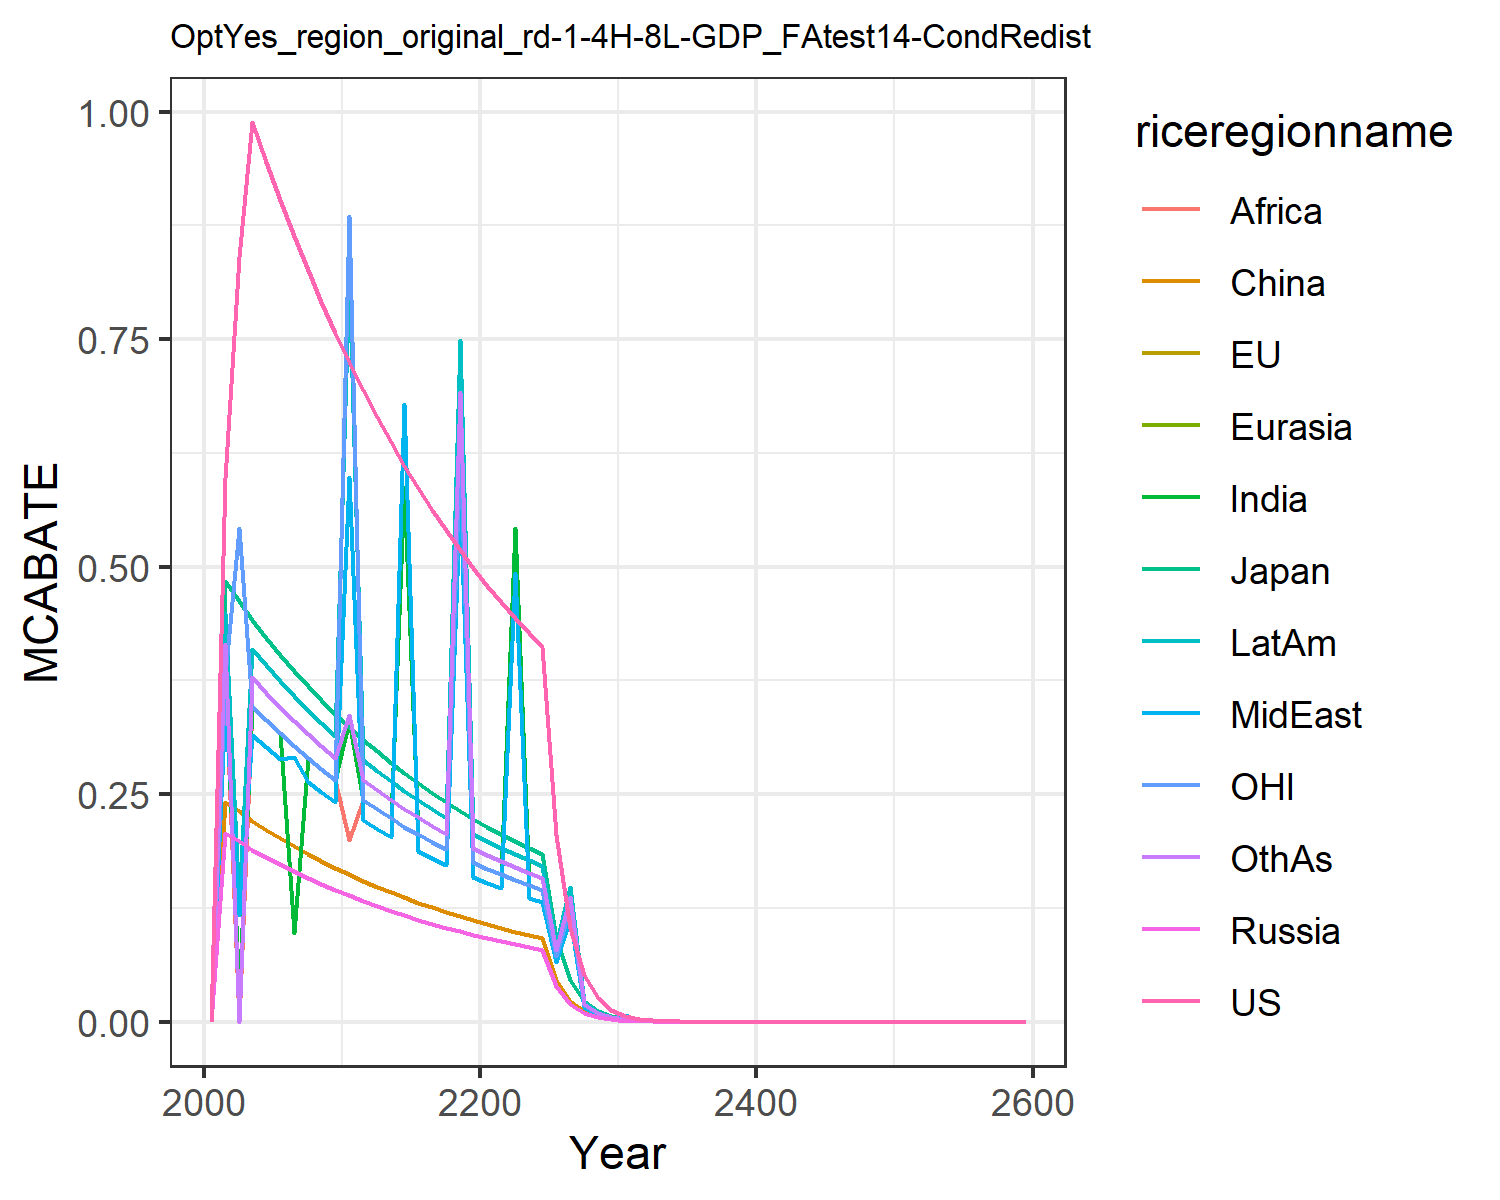 OptYes_region_original_rd-1-4H-8L-GDP_FAtest14-CondRedist
1.00
0.75
0.50
0.25
0.00
MCABATE
2000
2200
2400
2600
Year
riceregionname
Africa
China
EU
Eurasia
India
Japan
LatAm
MidEast
OHI
OthAs
Russia
US